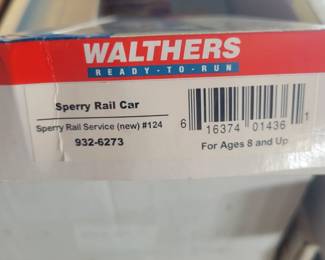 WALTHERS
READY-TO-RUN
Sperry Rail Car
Sperry Rail Service (new) #124
932-6273
6 16374 01436 1
For Ages 8 and Up